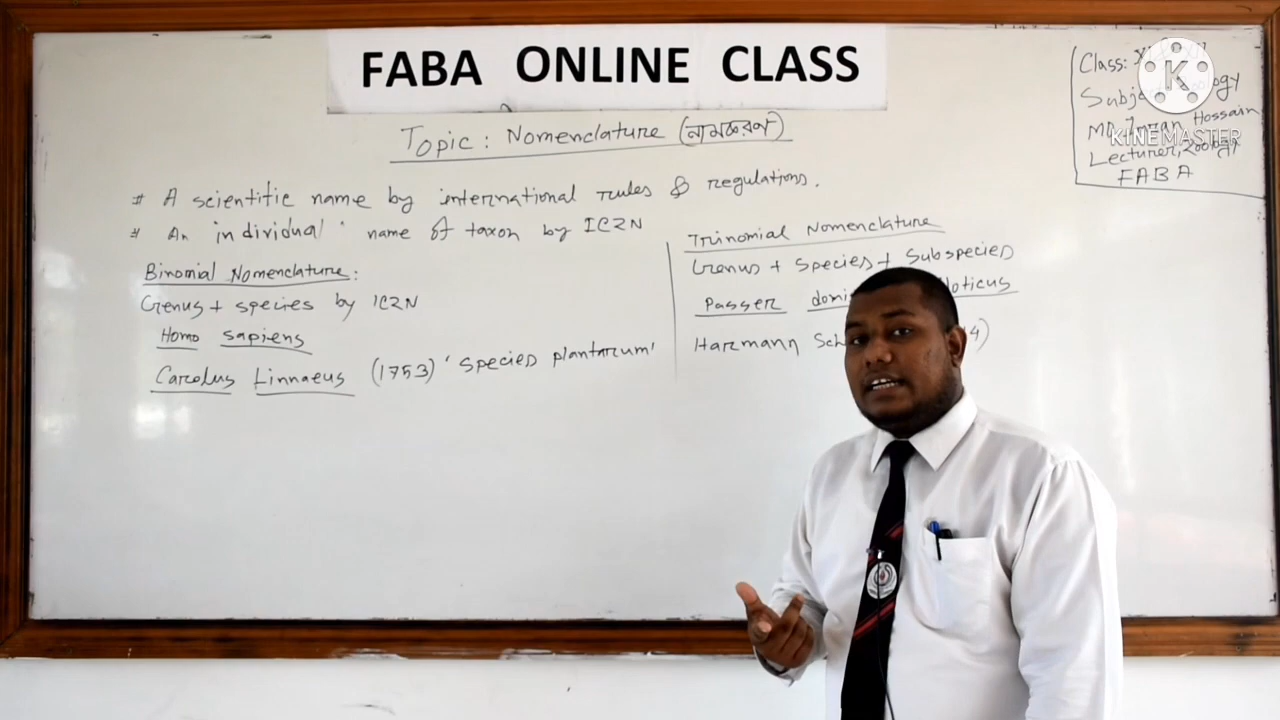 FABA ONLINE CLASS
Class:
KINEMASTER
Hossain
Lecturer, Zoology
FABA
Topic: Nomenclature (নামকরণ)
* A scientific name by international rules & regulations.
* An individual name of taxon by ICZN
Binomial Nomenclature:
Genus + species by ICZN
Homo sapiens
Carolus Linnaeus (1753) 'Species plantarum'
Trinomial Nomenclature
Genus + Species + Subspecies
Passer
Harzmann